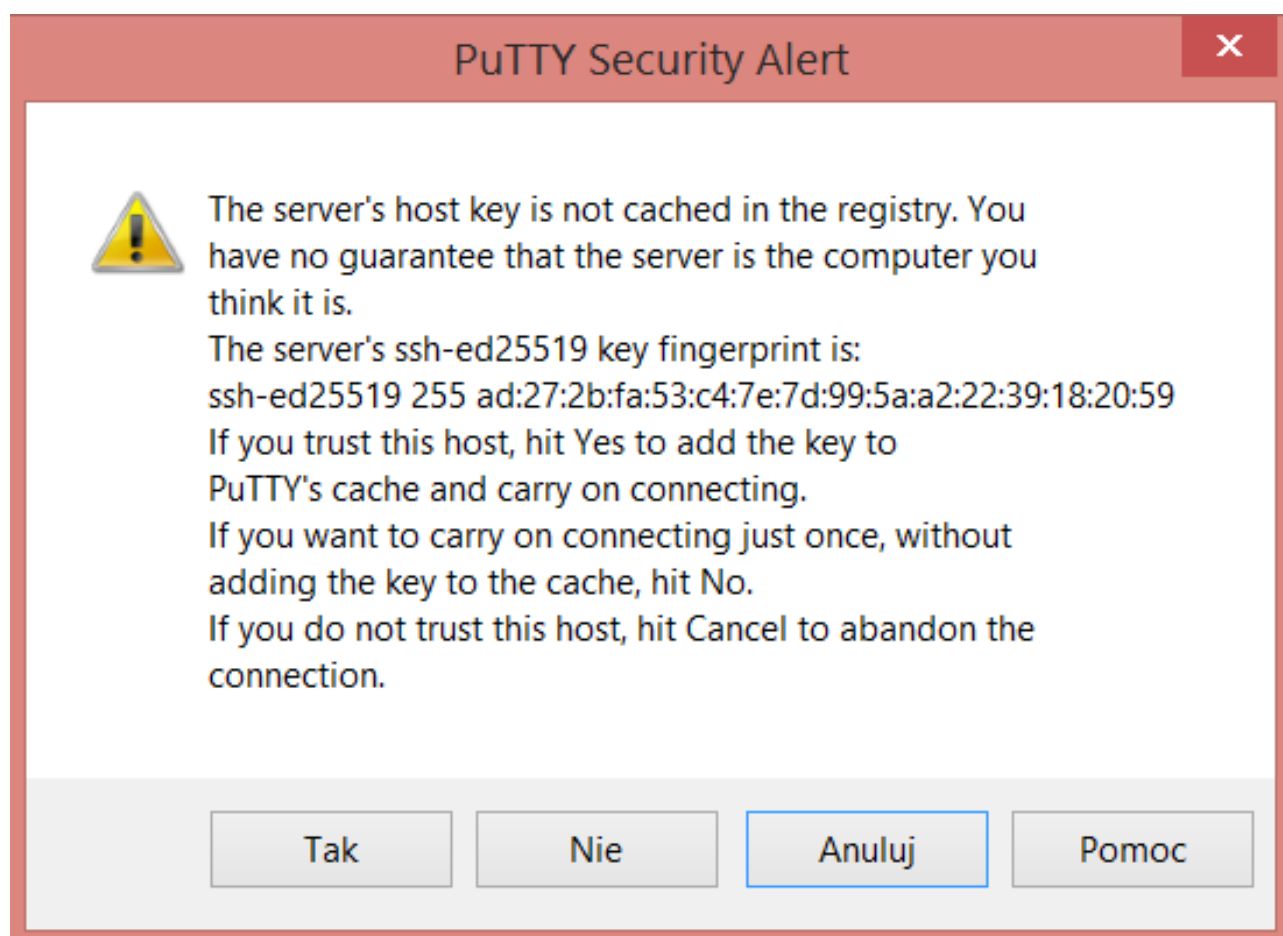 PuTTY Security Alert
The server's host key is not cached in the registry. You
have no guarantee that the server is the computer you
think it is.
The server's ssh-ed25519 key fingerprint is:
ssh-ed25519 255 ad:27:2b:fa:53:c4:7e:7d:99:5a:a2:22:39:18:20:59
If you trust this host, hit Yes to add the key to
PuTTY's cache and carry on connecting.
If you want to carry on connecting just once, without
adding the key to the cache, hit No.
If you do not trust this host, hit Cancel to abandon the
connection.
Tak Nie Anuluj Pomoc